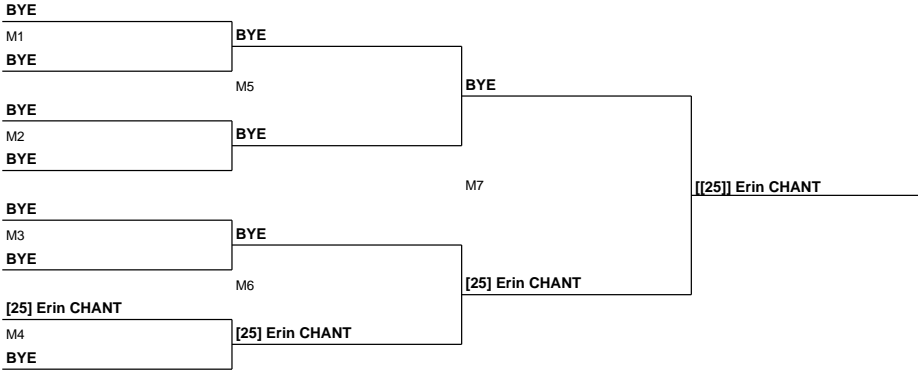 BYE
M1
BYE
BYE
M5
BYE
BYE
M2
BYE
BYE
M7
[[25]] Erin CHANT
BYE
M3
BYE
BYE
M6
[25] Erin CHANT
[25] Erin CHANT
M4
[25] Erin CHANT
BYE